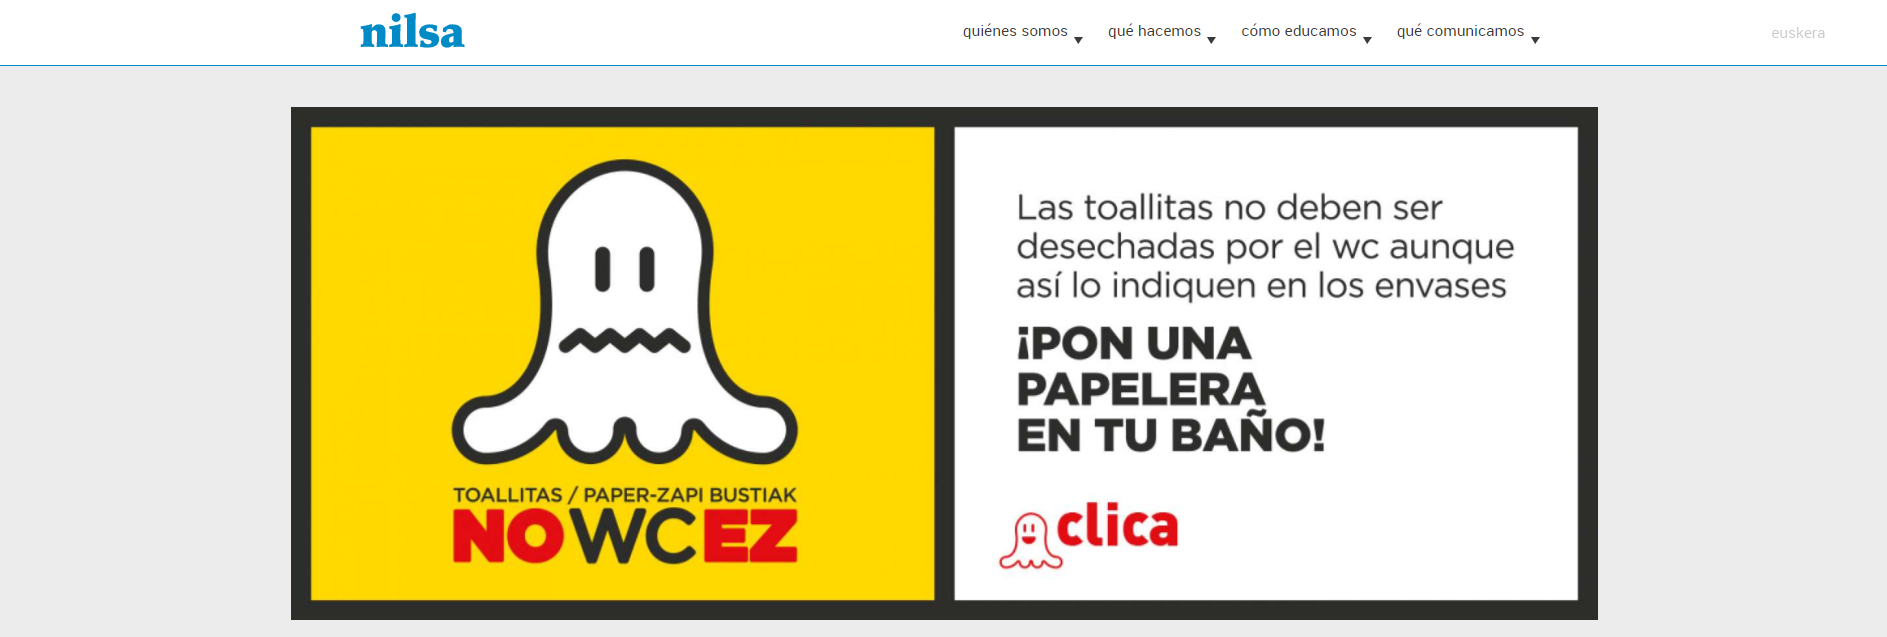 nilsa
quiénes somos
qué hacemos
cómo educamos
qué comunicamos
euskera
TOALLITAS / PAPER-ZAPI BUSTIAK
NOWCEZ
Las toallitas no deben ser
desechadas por el wc aunque
así lo indiquen en los envases
¡PON UNA
PAPELERA
EN TU BAÑO!
clica